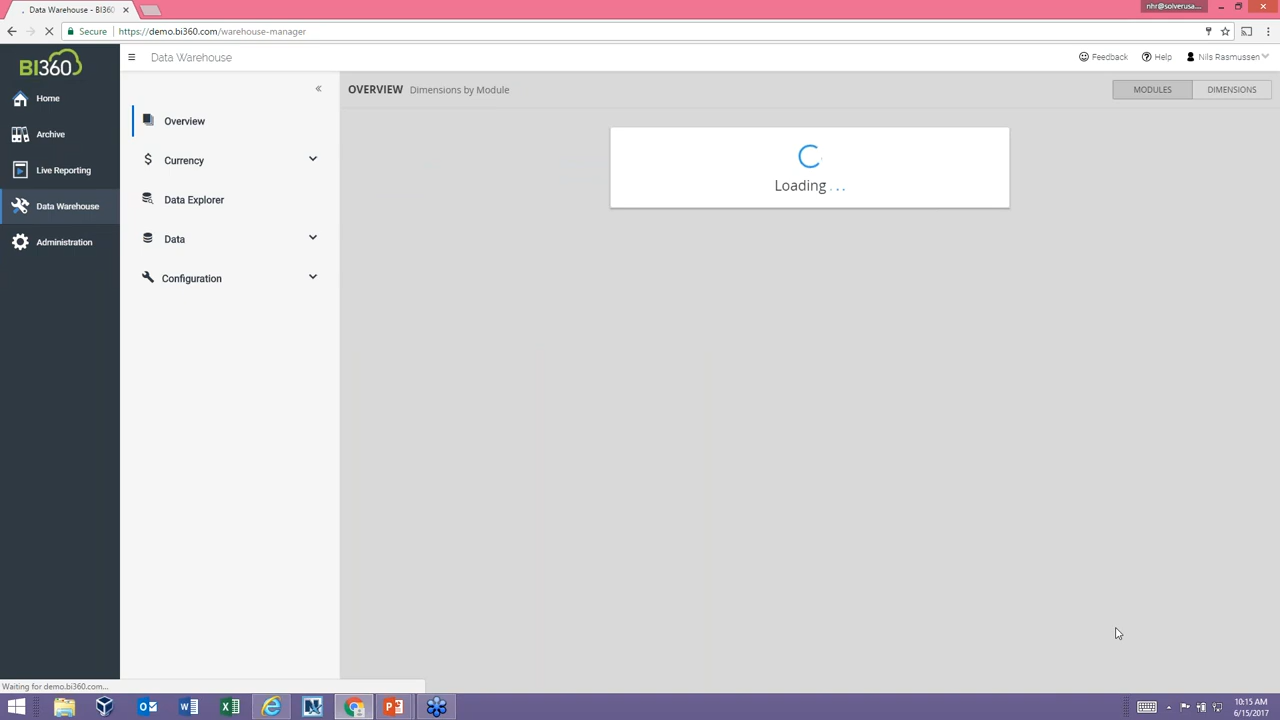 Data Warehouse - BI360
nhr@solverusa....
Secure https://demo.bi360.com/warehouse-manager
BI360
Data Warehouse
Feedback
Help
Nils Rasmussen
Home
Archive
Live Reporting
Data Warehouse
Administration
Overview
Currency
Data Explorer
Data
Configuration
OVERVIEW Dimensions by Module
MODULES
DIMENSIONS
Loading ...
Waiting for demo.bi360.com...
10:15 AM
6/15/2017